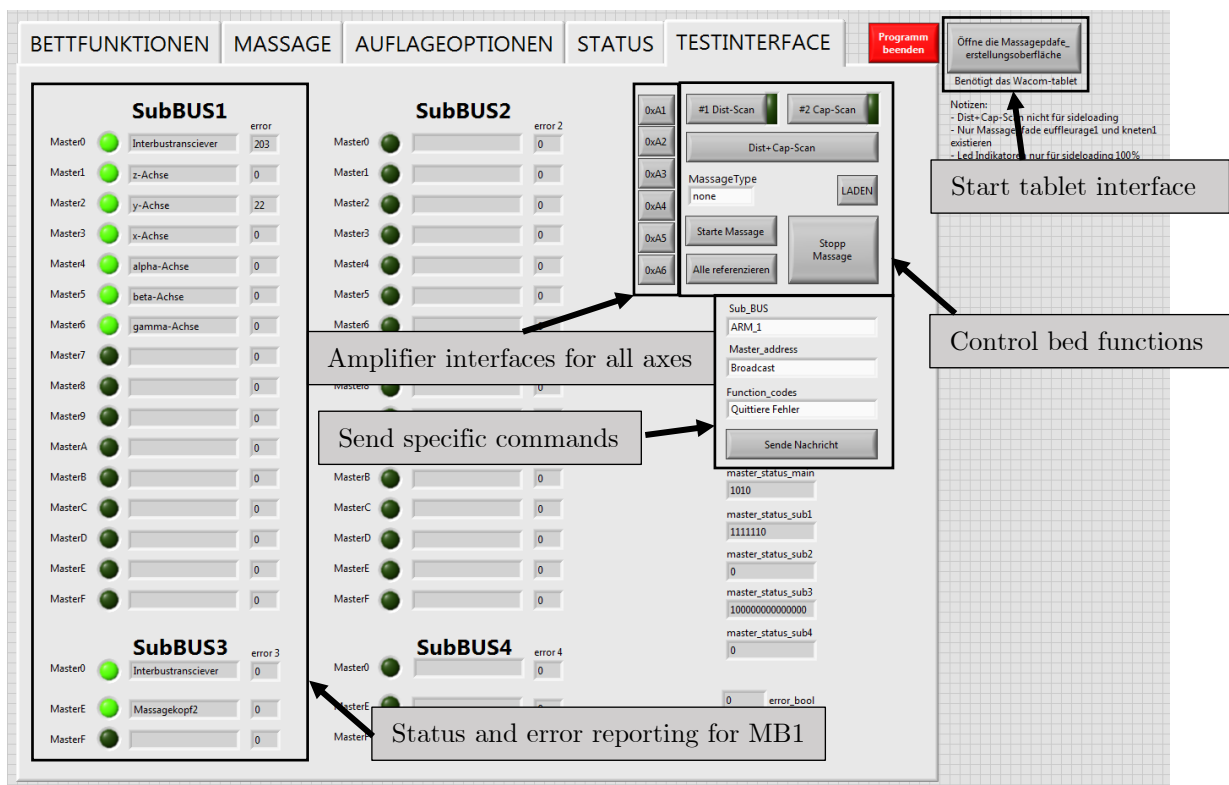 BETTFUNKTIONEN MASSAGE AUFLAGEOPTIONEN STATUS TESTINTERFACE
Programm
beenden
Öffne die Massagepdafe_
erstellungsoberfläche
Benötigt das Wacom-tablet
Notizen:
- Dist+Cap-Scan nicht für sideloading
- Nur Massagepfade euffleurage1 und kneten1
existieren
- Led Indikatoren nur für sideloading 100%
Start tablet interface
SubBUS1
error
Master0 Interbustransciever 203
Master1 z-Achse 0
Master2 y-Achse 22
Master3 x-Achse 0
Master4 alpha-Achse 0
Master5 beta-Achse 0
Master6 gamma-Achse 0
Master7 0
Master8 0
Master9 0
MasterA 0
MasterB 0
MasterC 0
MasterD 0
MasterE 0
MasterF 0
SubBUS2
error 2
Master0 0
Master1 0
Master2 0
Master3 0
Master4 0
Master5 0
Master6
Master8 0
MasterB 0
MasterC 0
MasterD 0
MasterE 0
MasterF 0
0xA1
0xA2
0xA3
0xA4
0xA5
0xA6
#1 Dist-Scan #2 Cap-Scan
Dist+Cap-Scan
MassageType
none
LADEN
Starte Massage
Stopp
Massage
Alle referenzieren
Control bed functions
Amplifier interfaces for all axes
Sub_BUS
ARM_1
Master_address
Broadcast
Function_codes
Quittiere Fehler
Sende Nachricht
Send specific commands
master_status_main
1010
master_status_sub1
1111110
master_status_sub2
0
master_status_sub3
100000000000000
master_status_sub4
0
0 error_bool
SubBUS3
error 3
Master0 Interbustransciever 0
MasterE Massagekopf2 0
MasterF 0
SubBUS4
error 4
Master0 0
MasterE
Master
Status and error reporting for MB1